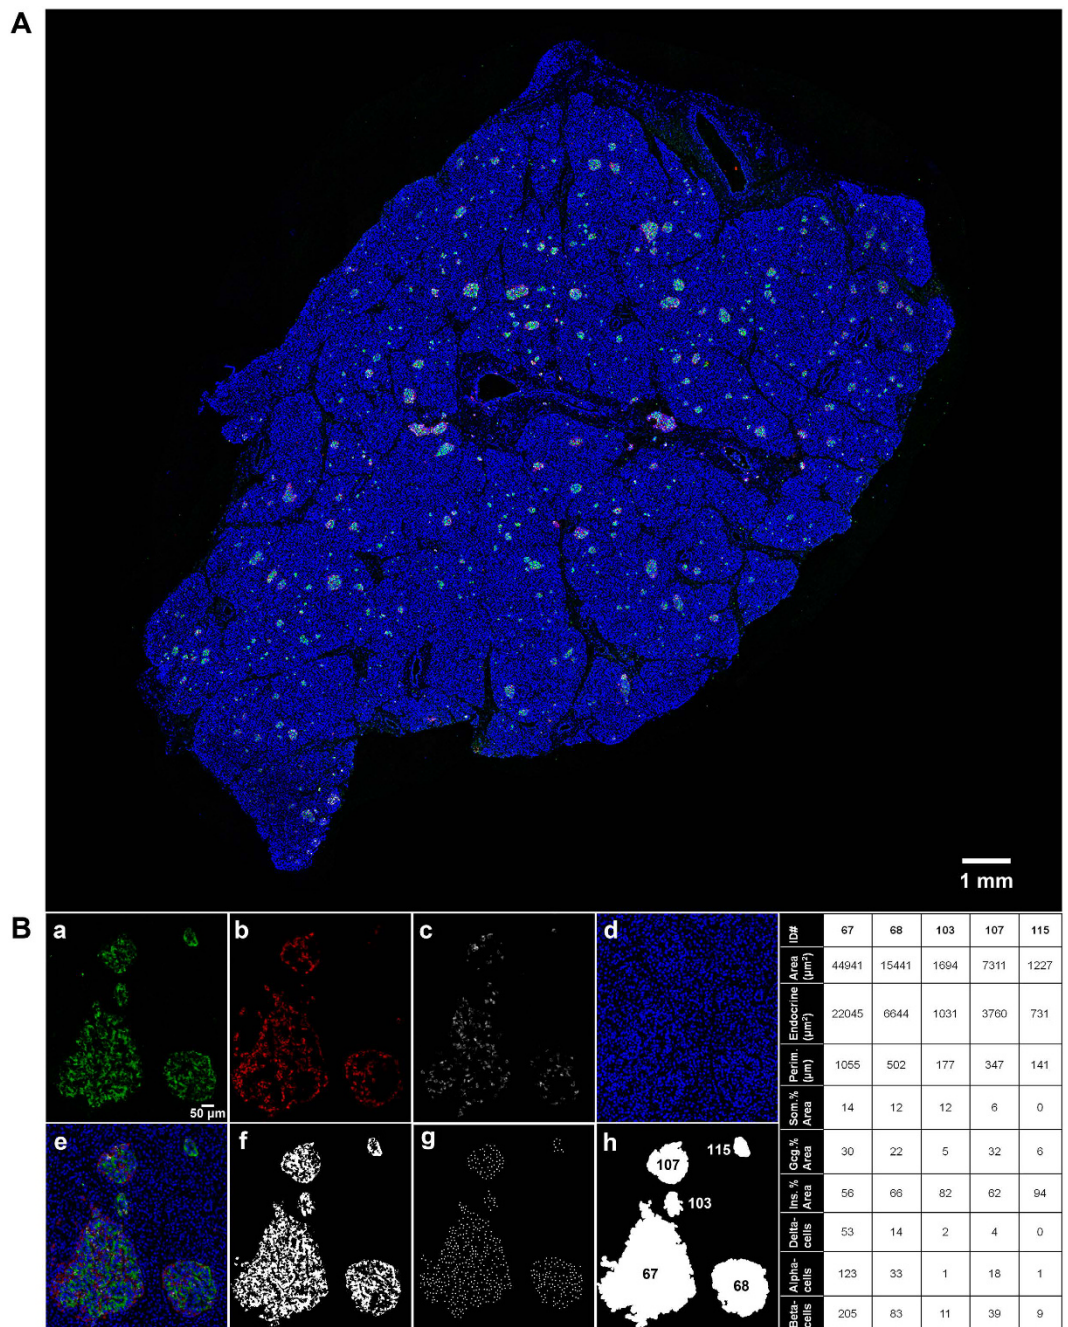 A
1 mm
B
a
b
c
d
50 µm
e
f
g
h
107
115
103
67
68
ID# 67 68 103 107 115
Area (µm²) 44941 15441 1694 7311 1227
Endocrine (µm²) 22045 6644 1031 3760 731
Perim. (µm) 1055 502 177 347 141
Som.% Area 14 12 12 6 0
Gcg.% Area 30 22 5 32 6
Ins. % Area 56 66 82 62 94
Delta-cells 53 14 2 4 0
Alpha-cells 123 33 1 18 1
Beta-cells 205 83 11 39 9